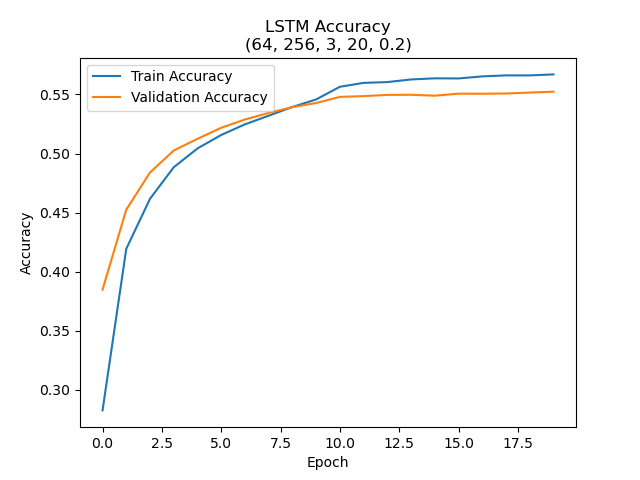 LSTM Accuracy
(64, 256, 3, 20, 0.2)
Train Accuracy
Validation Accuracy
Accuracy
0.55
0.50
0.45
0.40
0.35
0.30
0.0 2.5 5.0 7.5 10.0 12.5 15.0 17.5
Epoch